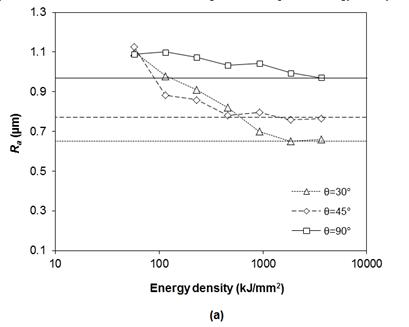 1.3
1.1
0.9
0.7
0.5
0.3
0.1
Ra (µm)
θ=30°
θ=45°
θ=90°
10 100 1000 10000
Energy density (kJ/mm²)
(a)